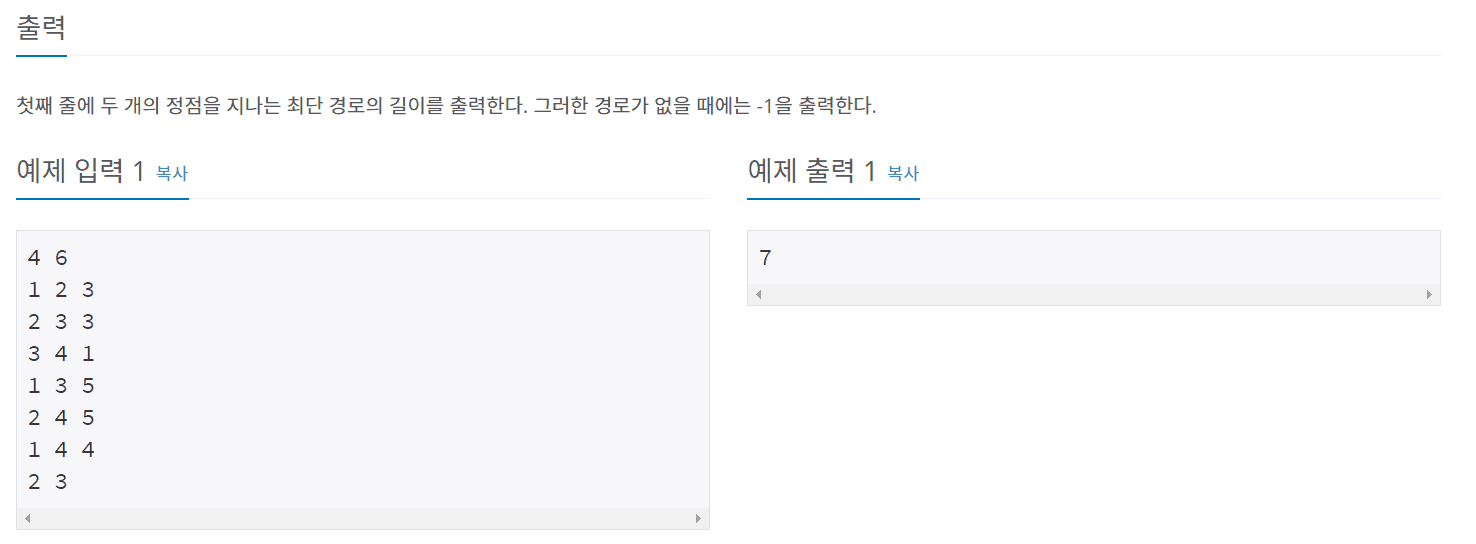 출력
첫째 줄에 두 개의 정점을 지나는 최단 경로의 길이를 출력한다. 그러한 경로가 없을 때에는 -1을 출력한다.
예제 입력 1 복사
4 6
1 2 3
2 3 3
3 4 1
1 3 5
2 4 5
1 4 4
2 3
예제 출력 1 복사
7